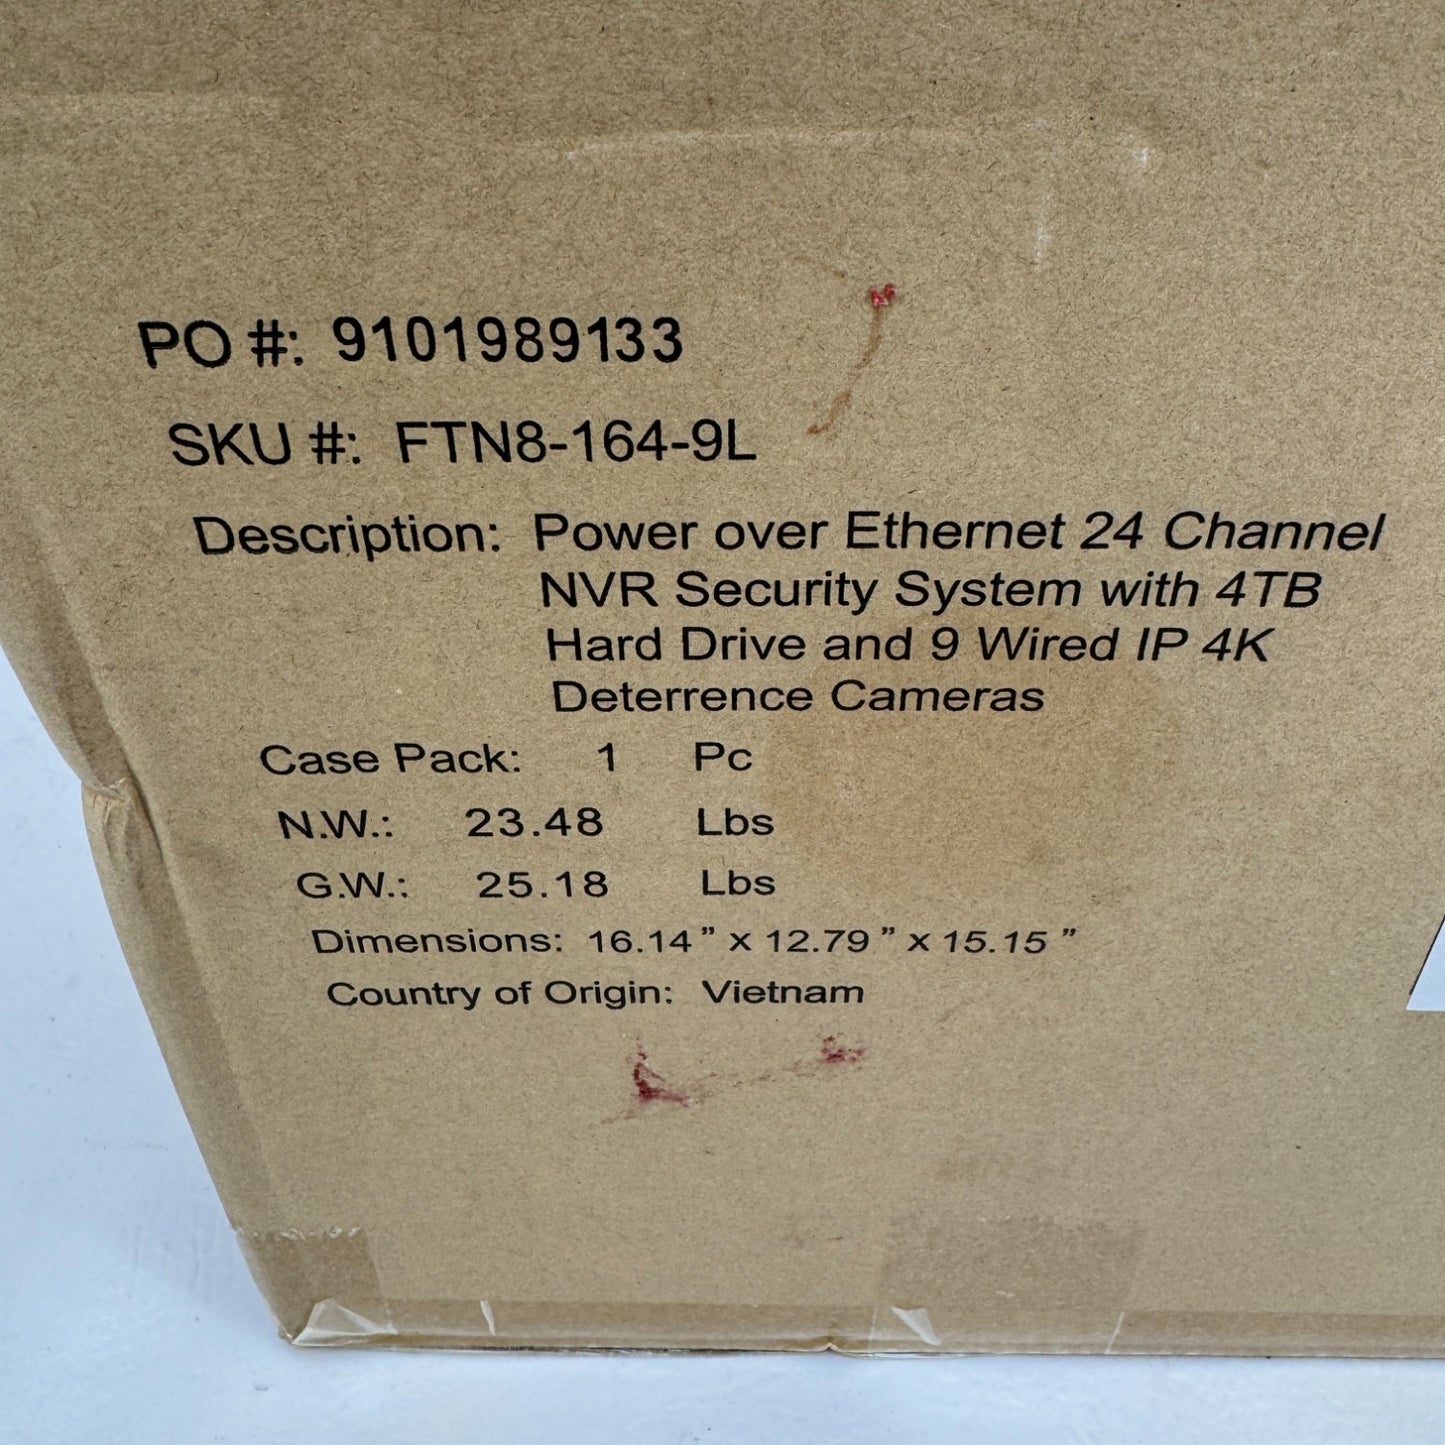 PO #: 9101989133
SKU #: FTN8-164-9L
Description: Power over Ethernet 24 Channel
NVR Security System with 4TB
Hard Drive and 9 Wired IP 4K
Deterrence Cameras
Case Pack: 1 Pc
N.W.: 23.48 Lbs
G.W.: 25.18 Lbs
Dimensions: 16.14 ” x 12.79 ” x 15.15 ”
Country of Origin: Vietnam